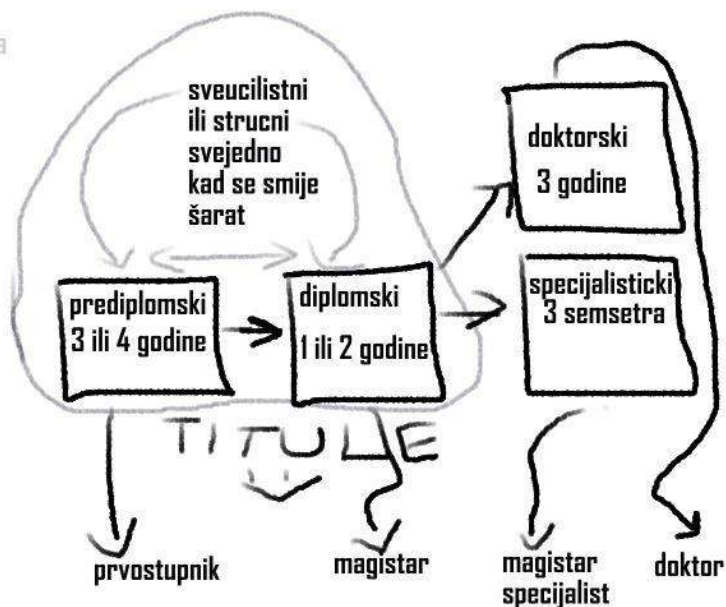 sveucilistni
ili strucni
svejedno
kad se smije
šarat
doktorski
3 godine
prediplomski
3 ili 4 godine
diplomski
1 ili 2 godine
specijalisticki
3 semsetra
TITULE
prvostupnik
magistar
magistar
specijalist
doktor